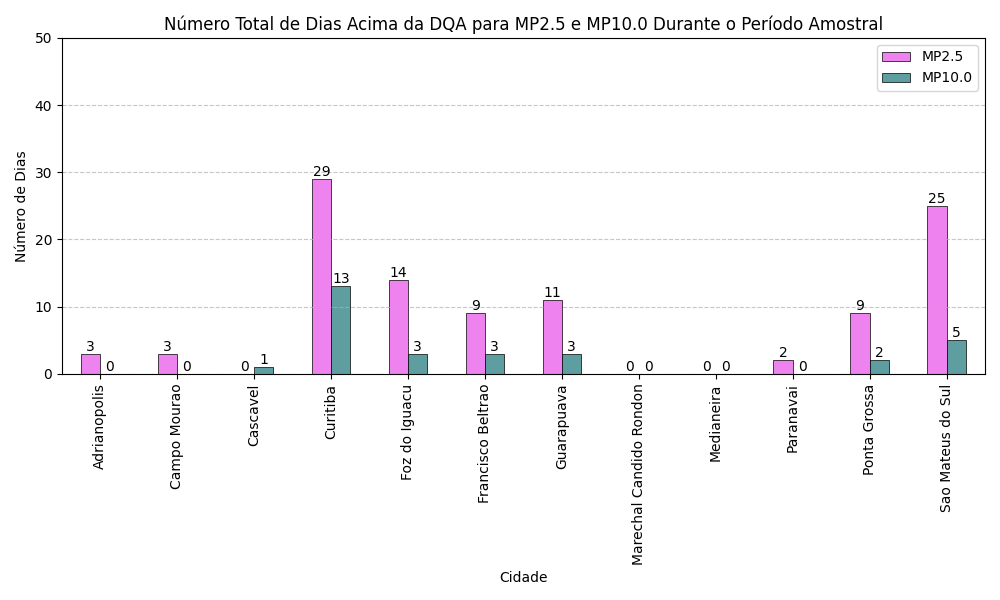 Número Total de Dias Acima da DQA para MP2.5 e MP10.0 Durante o Período Amostral
MP2.5
MP10.0
Número de Dias
50
40
30
20
10
0
3
0
3
0
0
1
29
13
14
3
9
3
11
3
0
0
0
0
2
0
9
2
25
5
Adrianopolis
Campo Mourao
Cascavel
Curitiba
Foz do Iguacu
Francisco Beltrao
Guarapuava
Marechal Candido Rondon
Medianeira
Paranavai
Ponta Grossa
Sao Mateus do Sul
Cidade